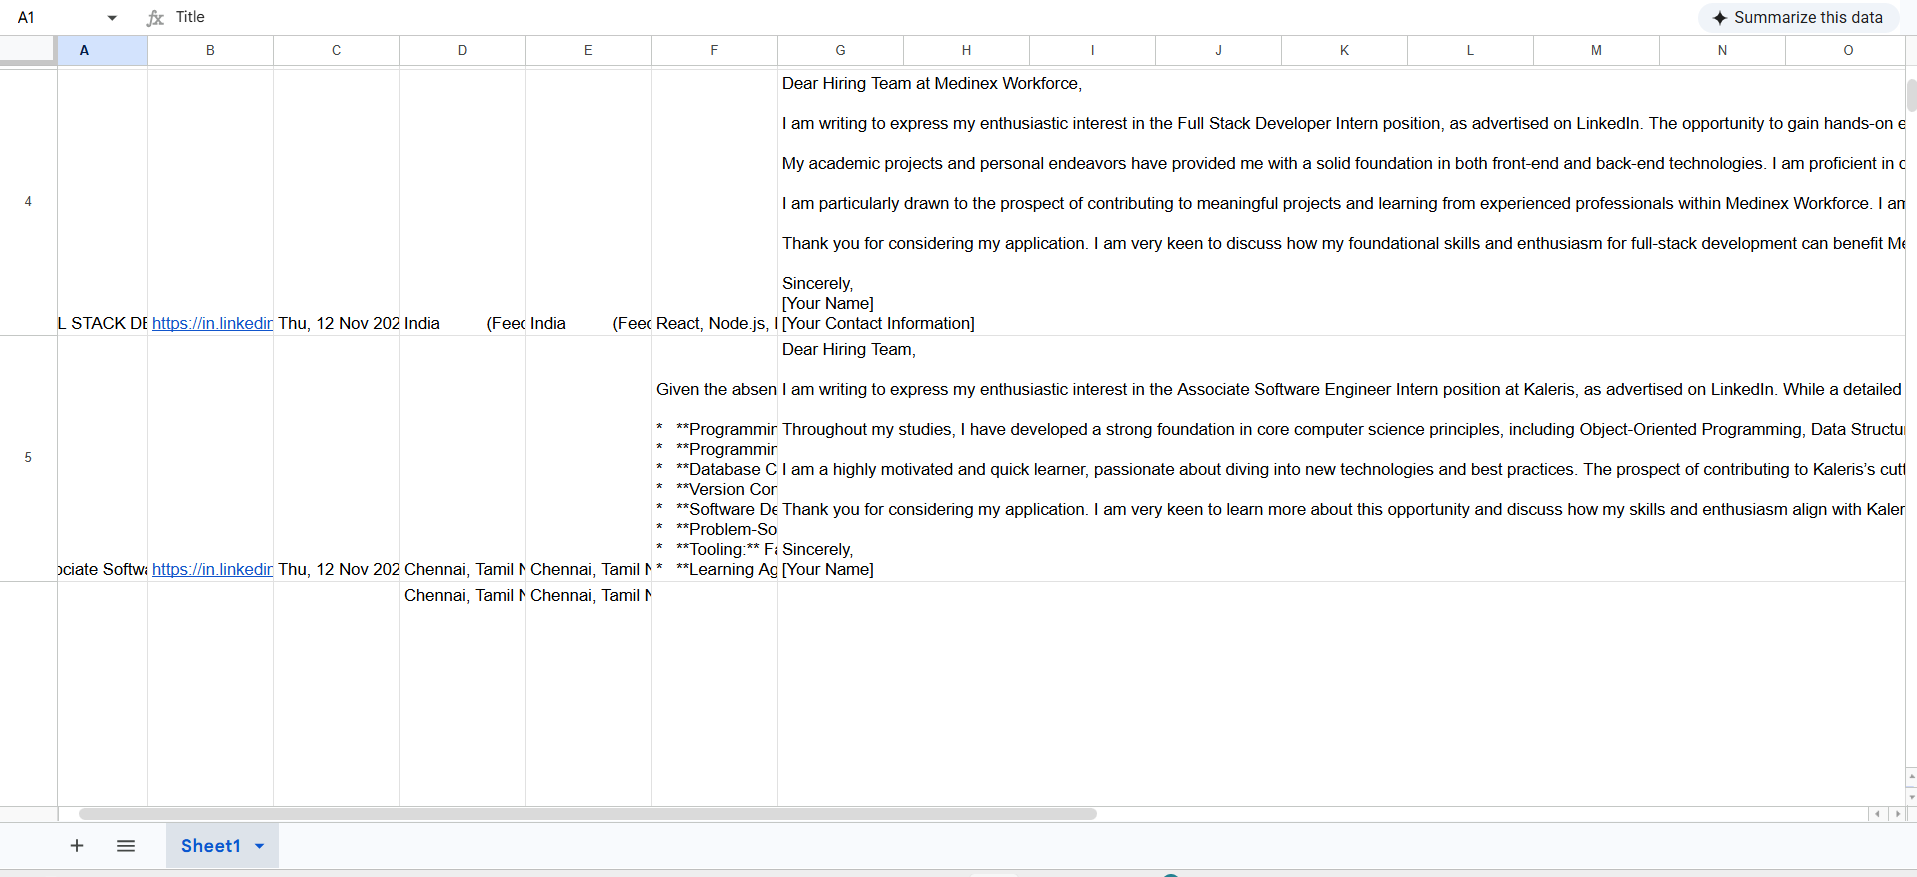 A1 fx Title Summarize this data
A B C D E F G H I J K L M N O
4
L STACK DE
https://in.linkedin
Thu, 12 Nov 202
India (Feed
India (Feed
React, Node.js,
Dear Hiring Team at Medinex Workforce,
I am writing to express my enthusiastic interest in the Full Stack Developer Intern position, as advertised on LinkedIn. The opportunity to gain hands-on e
My academic projects and personal endeavors have provided me with a solid foundation in both front-end and back-end technologies. I am proficient in
I am particularly drawn to the prospect of contributing to meaningful projects and learning from experienced professionals within Medinex Workforce. I am
Thank you for considering my application. I am very keen to discuss how my foundational skills and enthusiasm for full-stack development can benefit Me
Sincerely,
[Your Name]
[Your Contact Information]
5
ociate Softwa
https://in.linkedin
Thu, 12 Nov 202
Chennai, Tamil N
Chennai, Tamil N
Given the absen
* **Programmin
* **Programmin
* **Database C
* **Version Con
* **Software De
* **Problem-So
* **Tooling:** Fa
* **Learning Ag
Dear Hiring Team,
I am writing to express my enthusiastic interest in the Associate Software Engineer Intern position at Kaleris, as advertised on LinkedIn. While a detailed
Throughout my studies, I have developed a strong foundation in core computer science principles, including Object-Oriented Programming, Data Structu
I am a highly motivated and quick learner, passionate about diving into new technologies and best practices. The prospect of contributing to Kaleris's cutt
Thank you for considering my application. I am very keen to learn more about this opportunity and discuss how my skills and enthusiasm align with Kaler
Sincerely,
[Your Name]
Chennai, Tamil N
Chennai, Tamil N
Sheet1